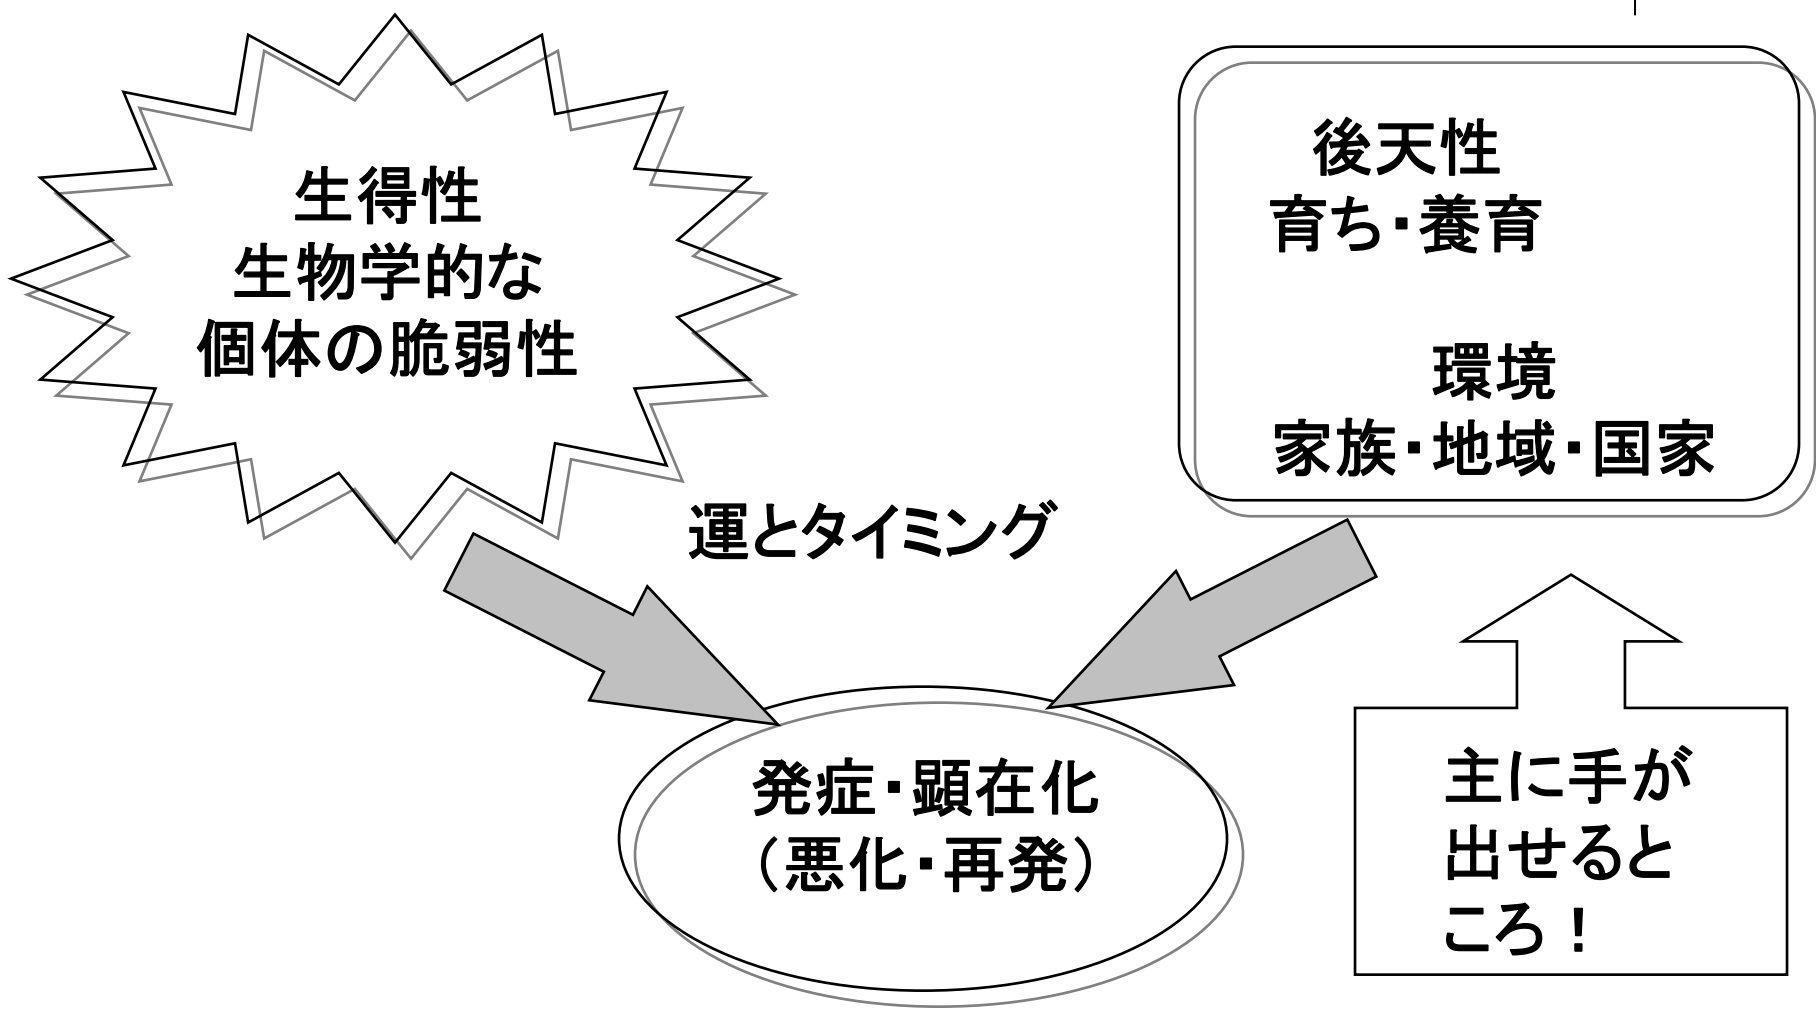 生得性
生物学的な
個体の脆弱性
後天性
育ち・養育
環境
家族・地域・国家
運とタイミング
発症・顕在化
（悪化・再発）
主に手が
出せると
ころ！